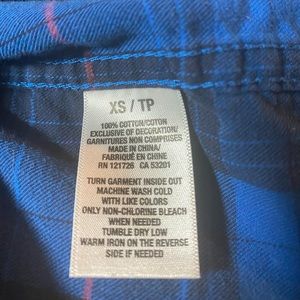 XS / TP
100% COTTON/COTON
EXCLUSIVE OF DECORATION/
GARNITURES NON COMPRISES
MADE IN CHINA/
FABRIQUÉ EN CHINE
RN 121726 CA 53201
TURN GARMENT INSIDE OUT
MACHINE WASH COLD
WITH LIKE COLORS
ONLY NON-CHLORINE BLEACH
WHEN NEEDED
TUMBLE DRY LOW
WARM IRON ON THE REVERSE
SIDE IF NEEDED